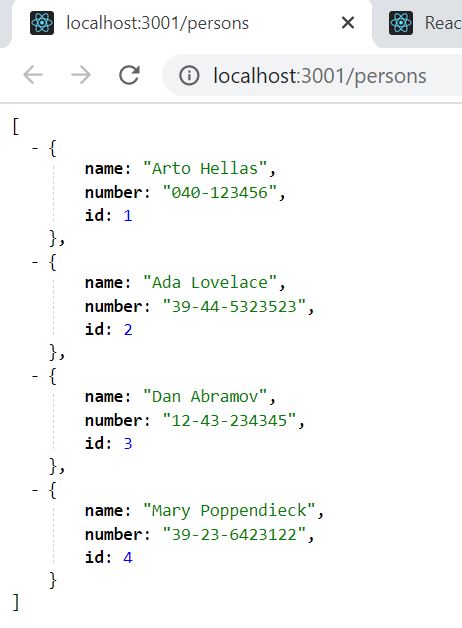 localhost:3001/persons
Reac
localhost:3001/persons
[
- {
name: "Arto Hellas",
number: "040-123456",
id: 1
},
- {
name: "Ada Lovelace",
number: "39-44-5323523",
id: 2
},
- {
name: "Dan Abramov",
number: "12-43-234345",
id: 3
},
- {
name: "Mary Poppendieck",
number: "39-23-6423122",
id: 4
}
]